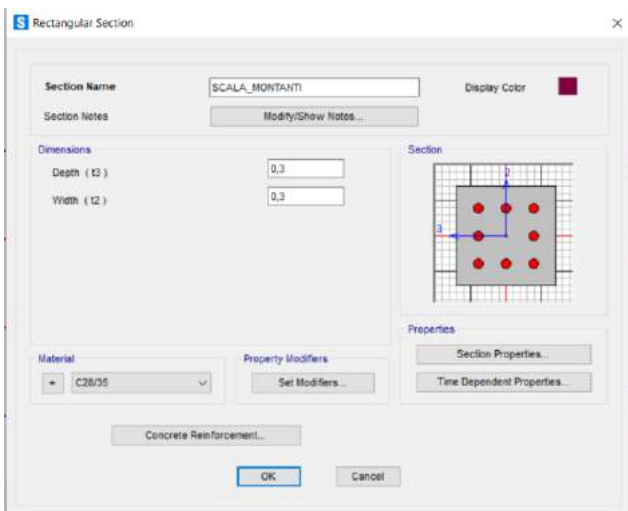 S Rectangular Section
Section Name SCALA_MONTANTI Display Color
Section Notes Modify/Show Notes...
Dimensions Section
Depth ( t3 ) 0,3
Width ( t2 ) 0,3
2
3
Properties
Material Property Modifiers Section Properties...
+ C28/35 Set Modifiers... Time Dependent Properties...
Concrete Reinforcement...
OK Cancel